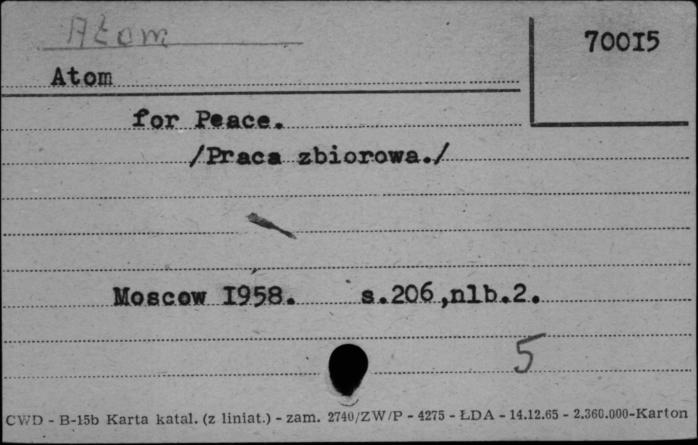 Atom
70015
Atom
for Peace.
/Praca zbiorowa./
Moscow 1958. s.206,nlb.2.
5
CWD - B-15b Karta katal. (z liniat.) - zam. 2740/ZW/P - 4275 - ŁDA - 14.12.65 - 2.360.000-Karton